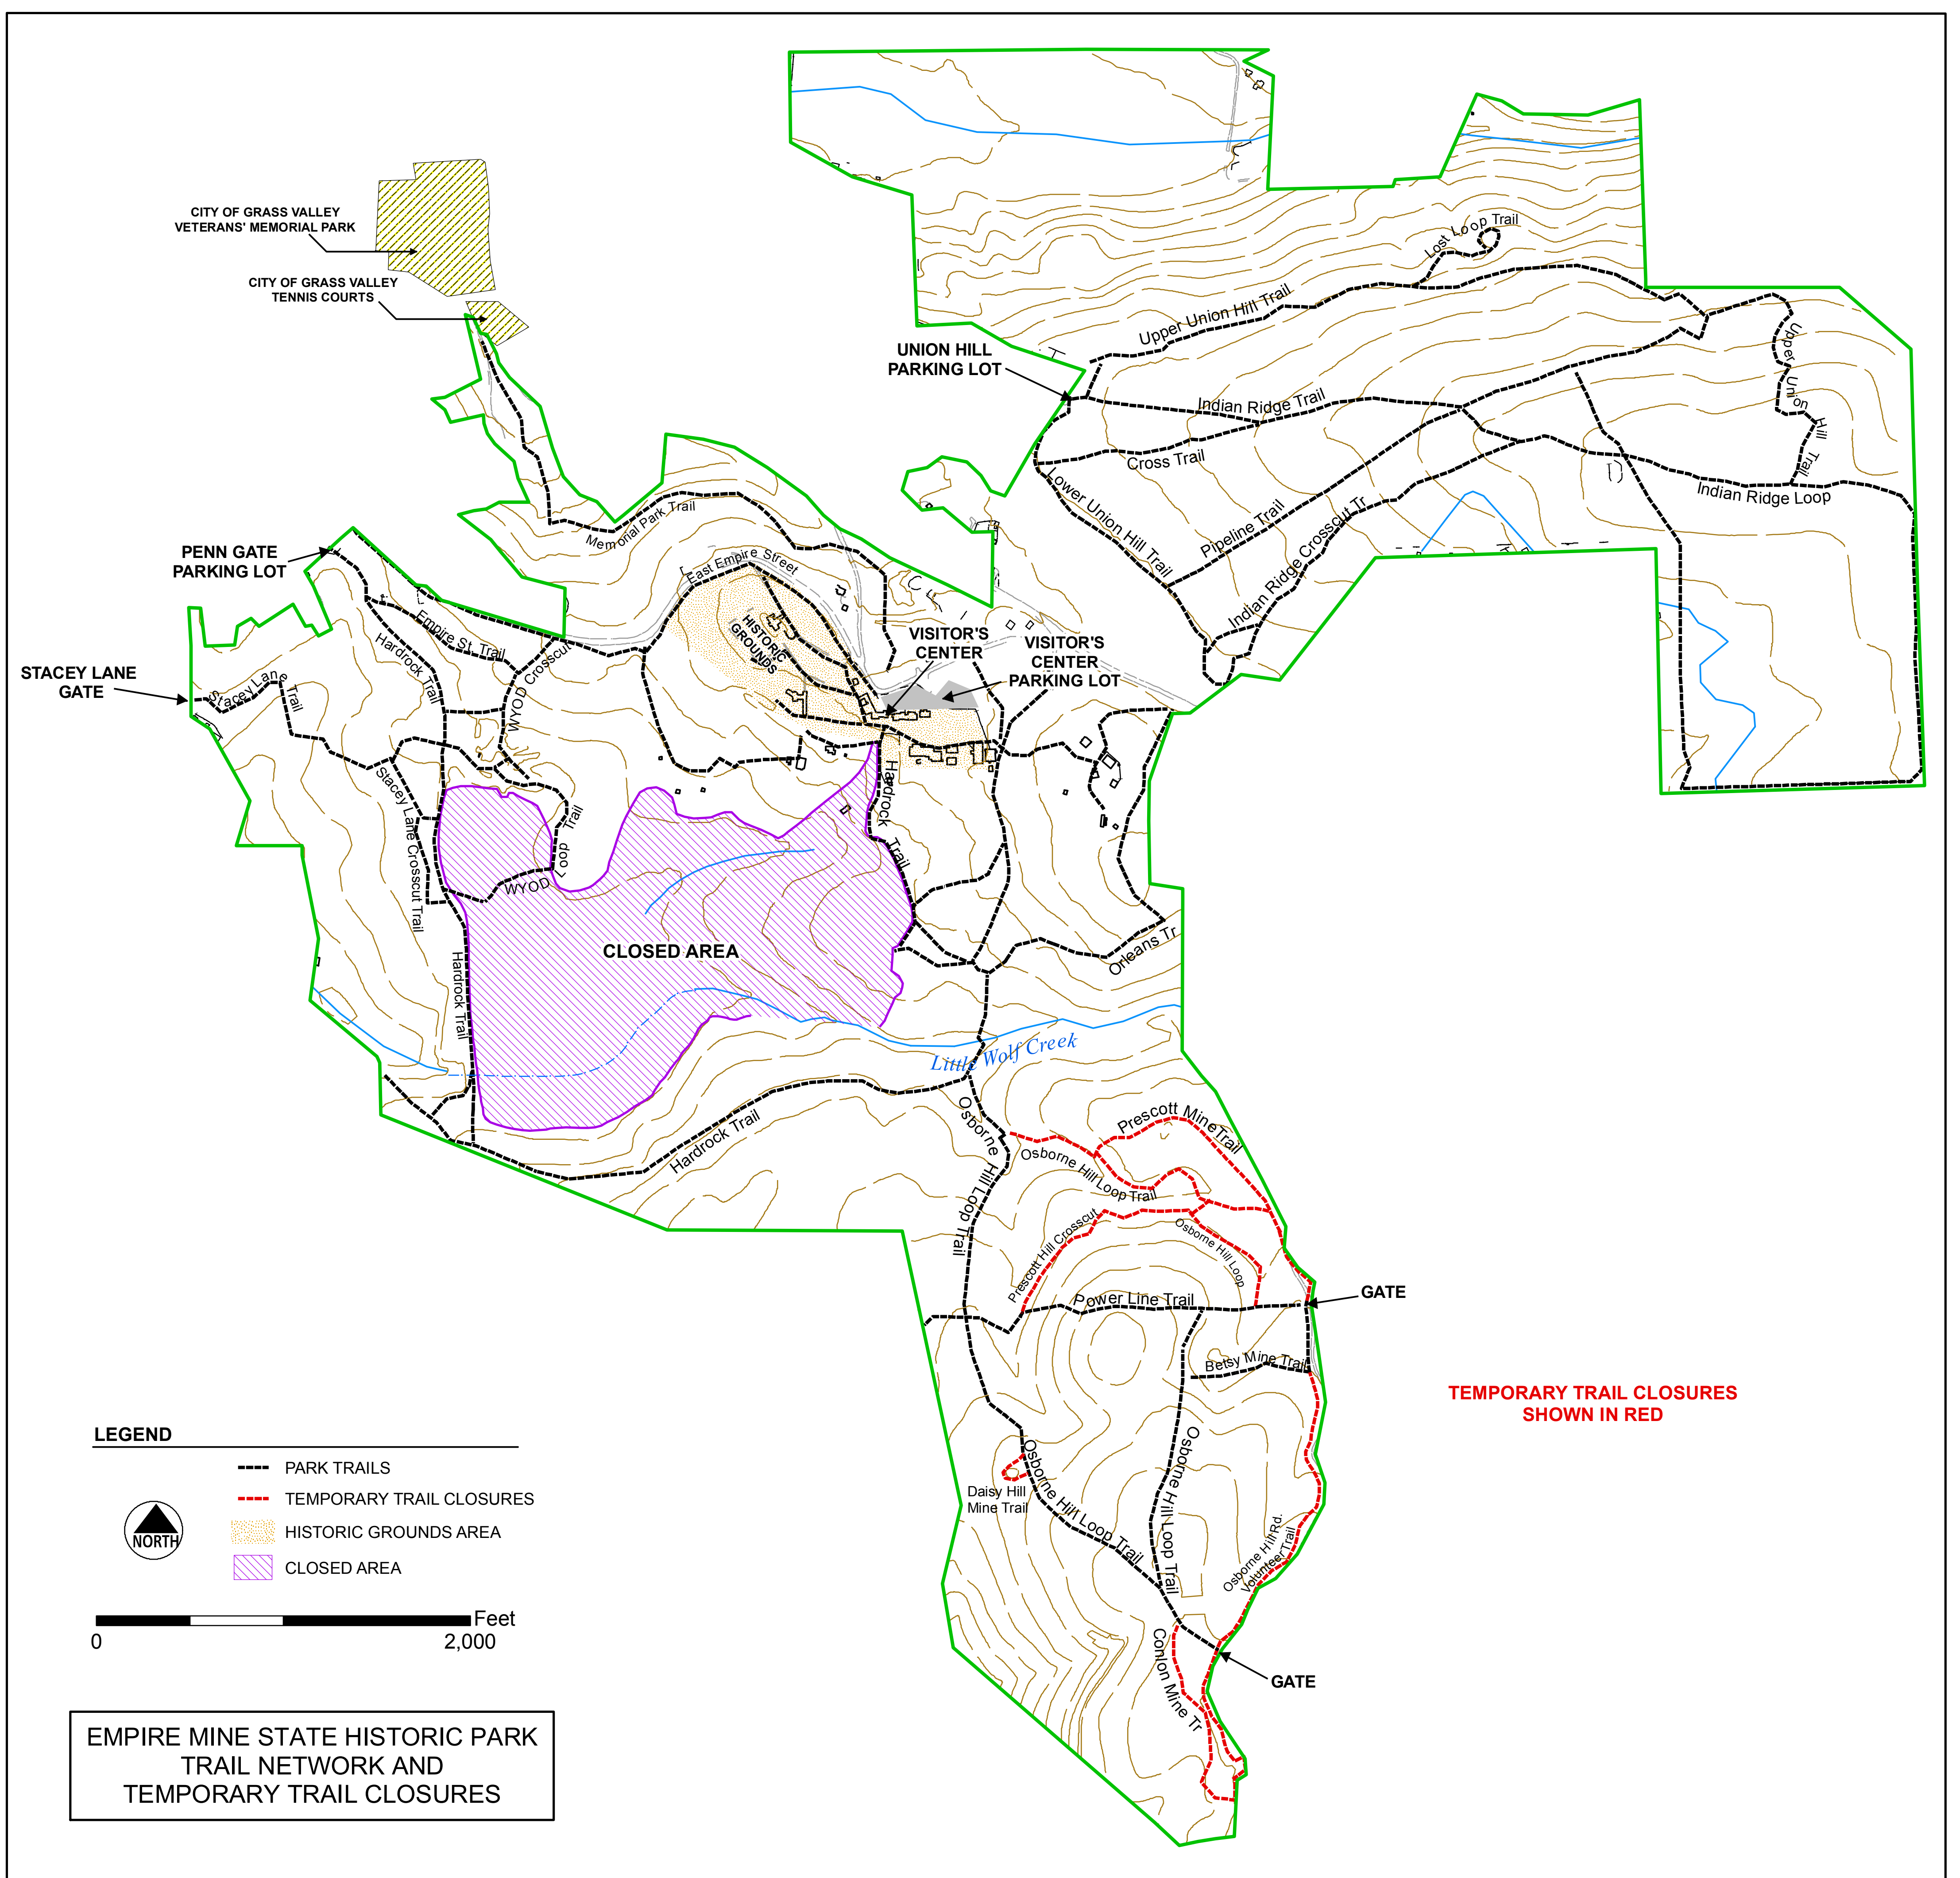 CITY OF GRASS VALLEY
VETERANS' MEMORIAL PARK
CITY OF GRASS VALLEY
TENNIS COURTS
Lost Loop Trail
Upper Union Hill Trail
UNION HILL
PARKING LOT
Upper Union Hill Trail
Indian Ridge Trail
Cross Trail
Indian Ridge Loop
Lower Union Hill Trail
Pipeline Trail
Indian Ridge Crosscut Tr
Memorial Park Trail
PENN GATE
PARKING LOT
East Empire Street
Empire St. Trail
Hardrock Trail
WYOD Crosscut
HISTORIC
GROUNDS
VISITOR'S
CENTER
VISITOR'S
CENTER
PARKING LOT
STACEY LANE
GATE
Stacey Lane Trail
Stacey Lane Crosscut Trail
Hardrock Trail
WYOD Loop Trail
CLOSED AREA
Orleans Tr
Hardrock Trail
Little Wolf Creek
Hardrock Trail
Osborne Hill Loop Trail
Prescott Mine Trail
Osborne Hill Loop Trail
Prescott Hill Crosscut
Osborne Hill Loop
Power Line Trail
GATE
Betsy Mine Trail
TEMPORARY TRAIL CLOSURES
SHOWN IN RED
Daisy Hill
Mine Trail
Osborne Hill Loop Trail
Osborne Hill Loop Trail
Osborne Hill Rd.
Volunteer Trail
Conlon Mine Tr
GATE
LEGEND
PARK TRAILS
TEMPORARY TRAIL CLOSURES
HISTORIC GROUNDS AREA
CLOSED AREA
NORTH
Feet
0 2,000
EMPIRE MINE STATE HISTORIC PARK
TRAIL NETWORK AND
TEMPORARY TRAIL CLOSURES